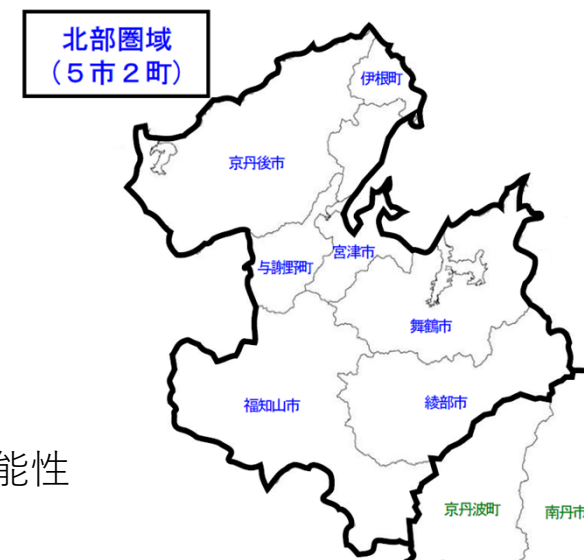 北部圏域
（５市２町）
伊根町
京丹後市
宮津市
与謝野町
舞鶴市
福知山市
綾部市
能性
京丹波町
南丹市